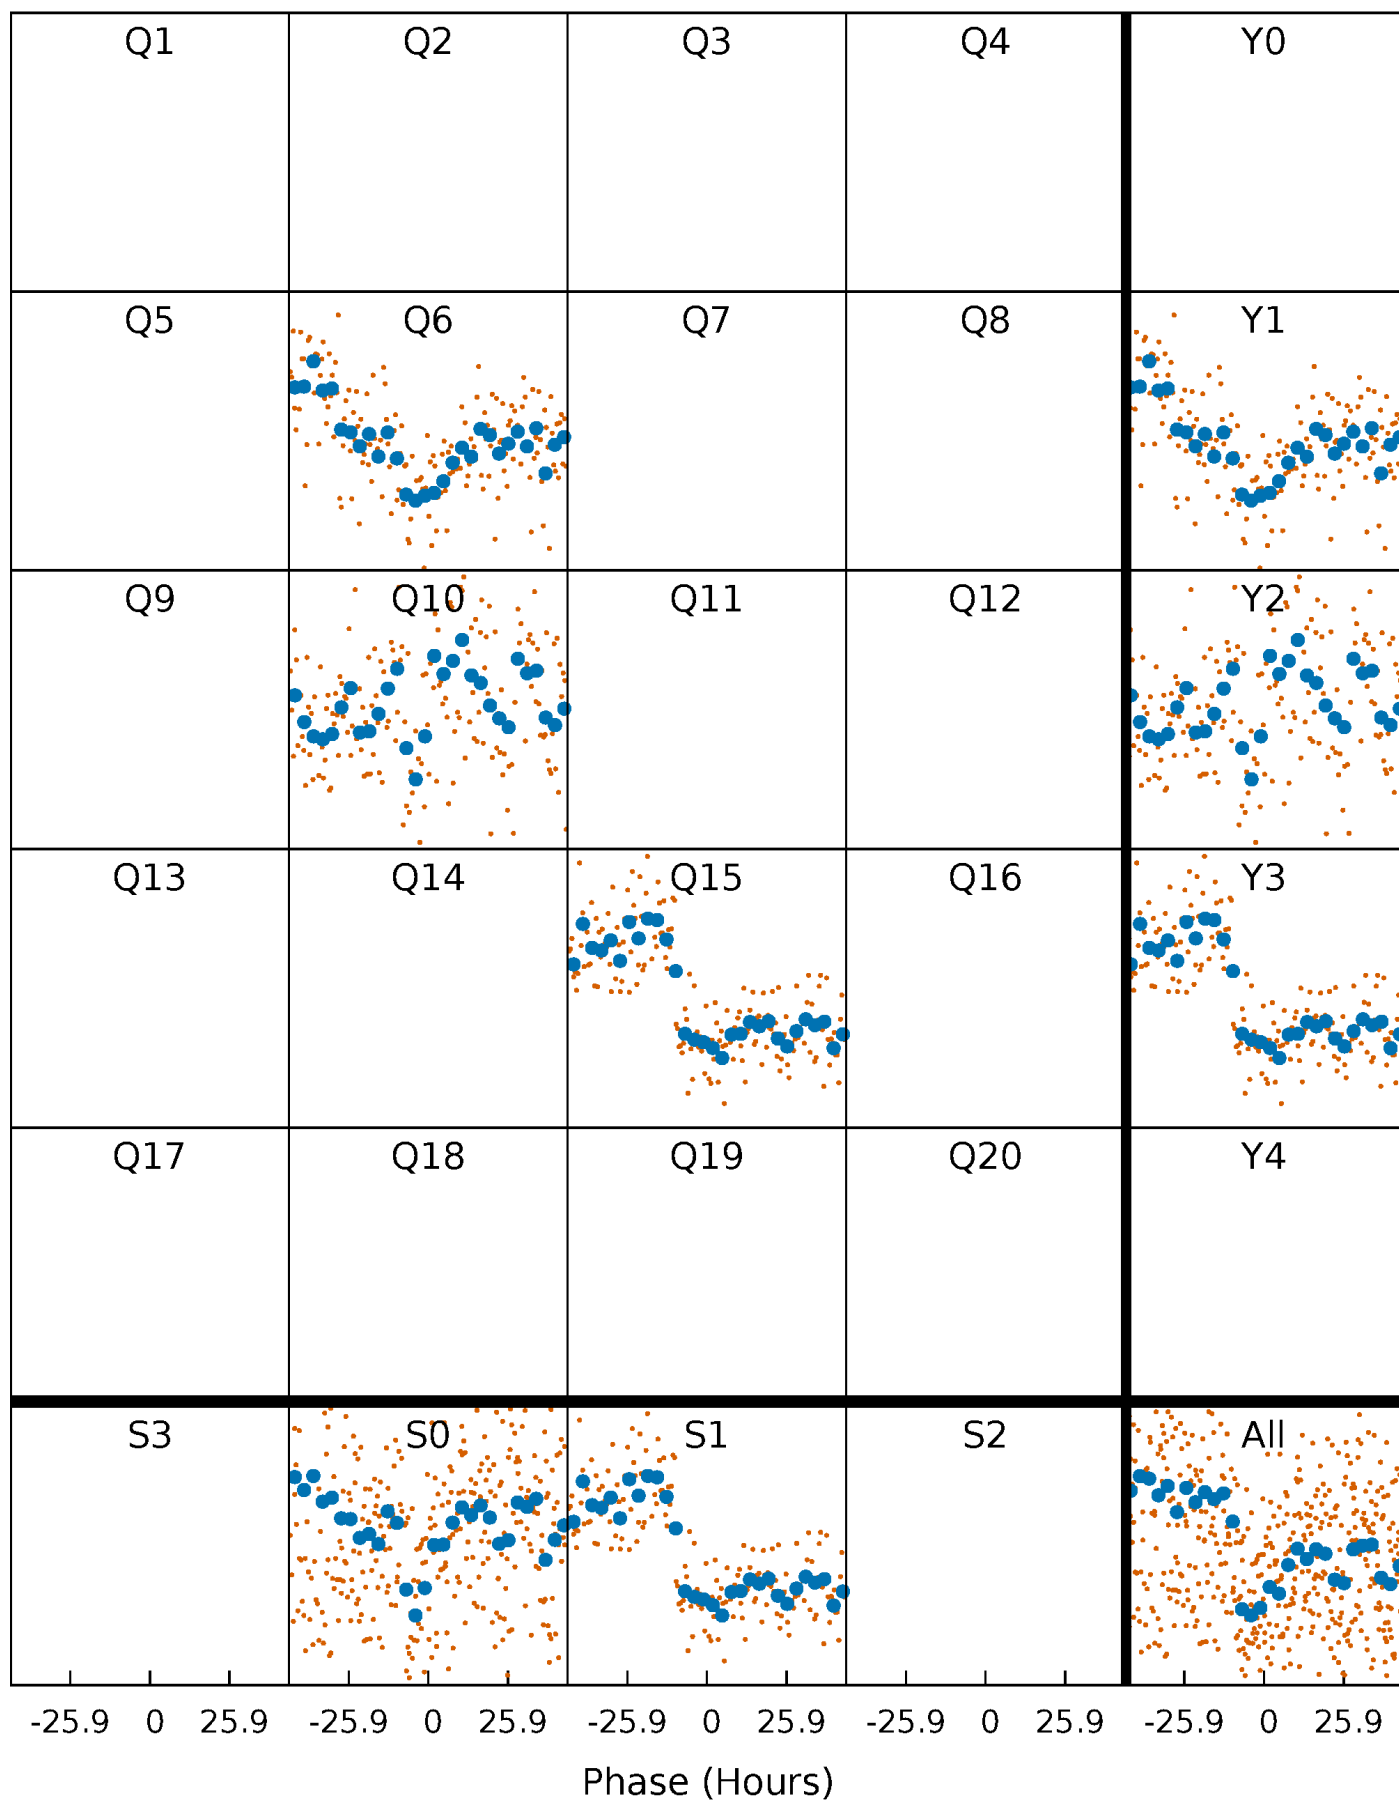 Q1 Q2 Q3 Q4 Y0
Q5 Q6 Q7 Q8 Y1
Q9 Q10 Q11 Q12 Y2
Q13 Q14 Q15 Q16 Y3
Q17 Q18 Q19 Q20 Y4
S3 S0 S1 S2 All
-25.9 0 25.9 -25.9 0 25.9 -25.9 0 25.9 -25.9 0 25.9 -25.9 0 25.9
Phase (Hours)